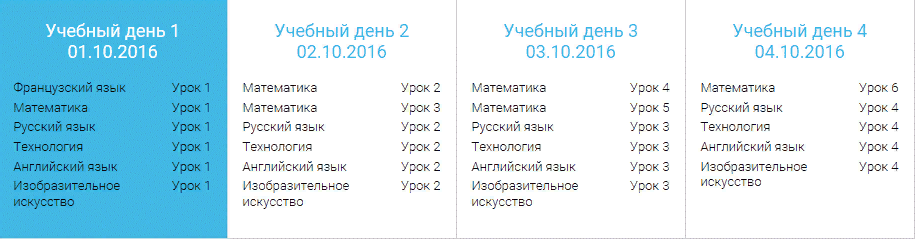 Учебный день 1
01.10.2016
Французский язык Урок 1
Математика Урок 1
Русский язык Урок 1
Технология Урок 1
Английский язык Урок 1
Изобразительное Урок 1
искусство
Учебный день 2
02.10.2016
Математика Урок 2
Математика Урок 3
Русский язык Урок 2
Технология Урок 2
Английский язык Урок 2
Изобразительное Урок 2
искусство
Учебный день 3
03.10.2016
Математика Урок 4
Математика Урок 5
Русский язык Урок 3
Технология Урок 3
Английский язык Урок 3
Изобразительное Урок 3
искусство
Учебный день 4
04.10.2016
Математика Урок 6
Русский язык Урок 4
Технология Урок 4
Английский язык Урок 4
Изобразительное Урок 4
искусство